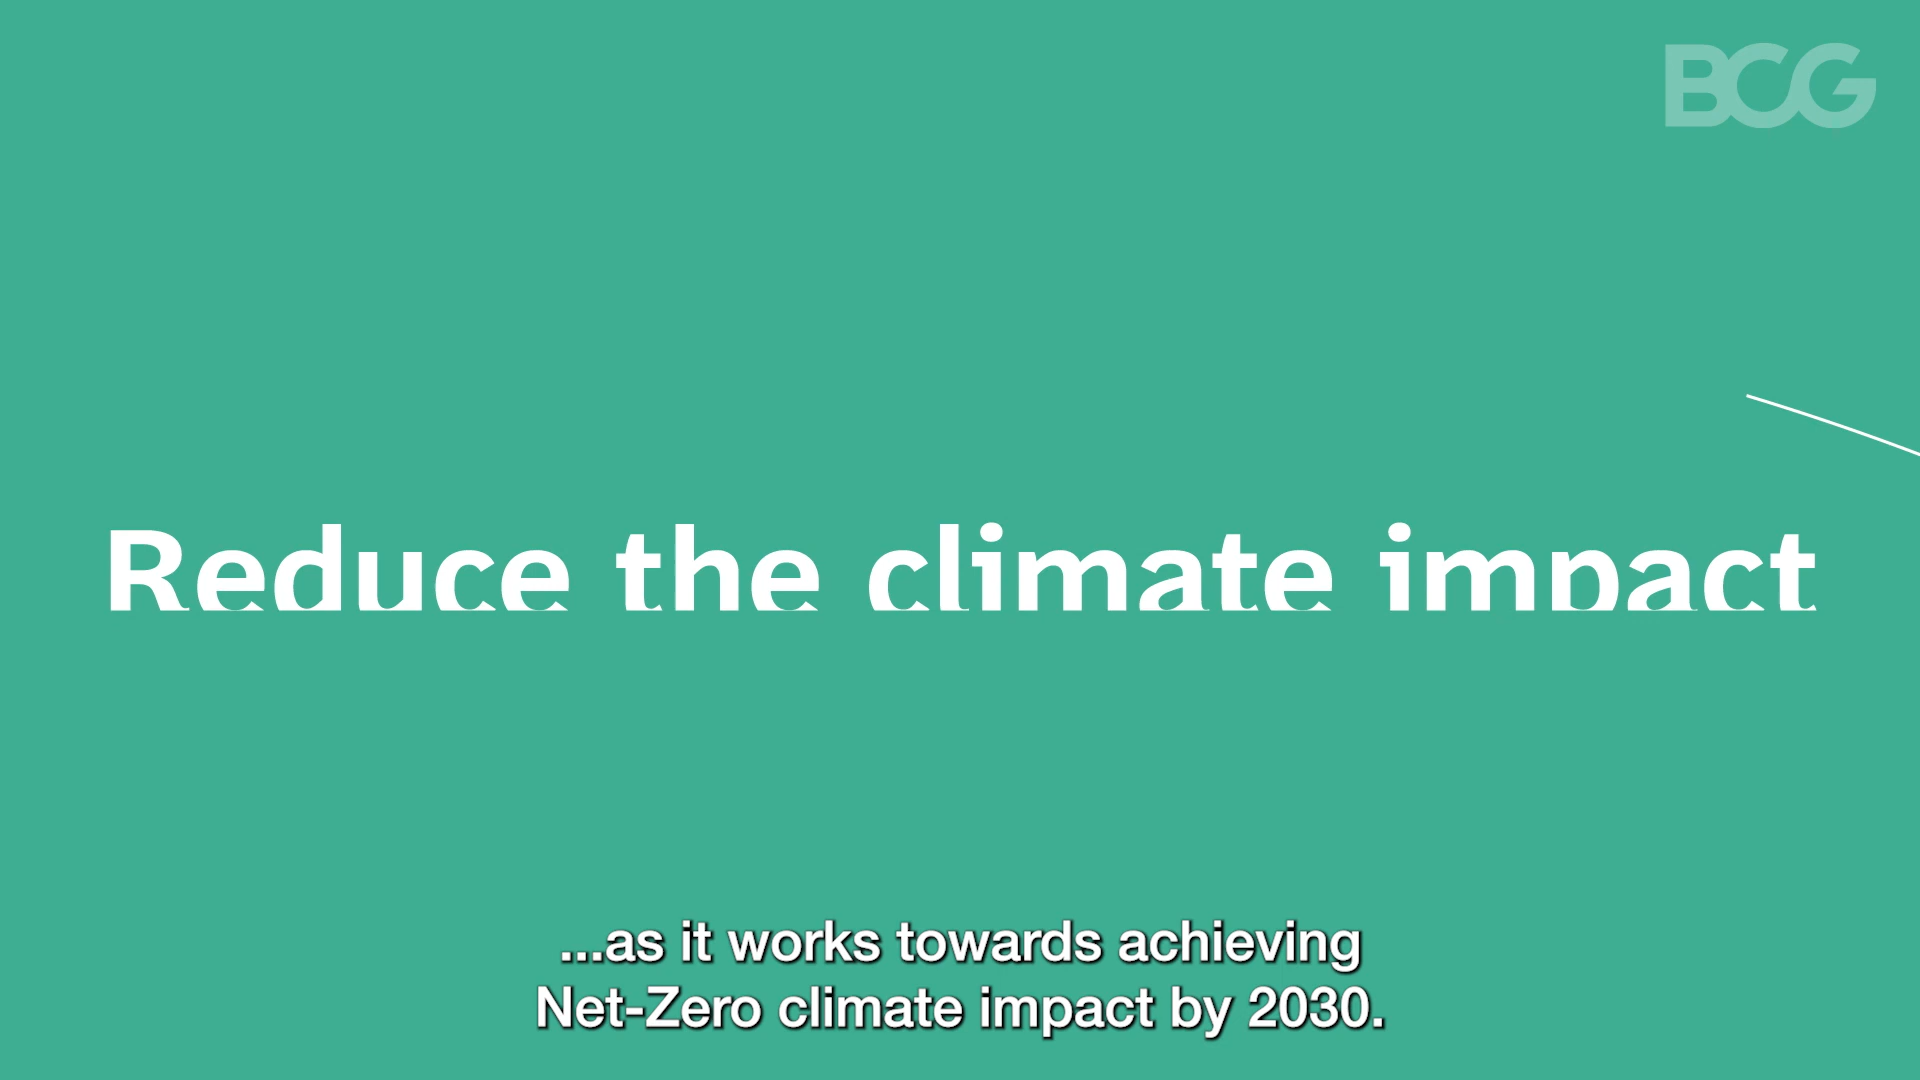 BCG
Reduce the climate impact
...as it works towards achieving
Net-Zero climate impact by 2030.